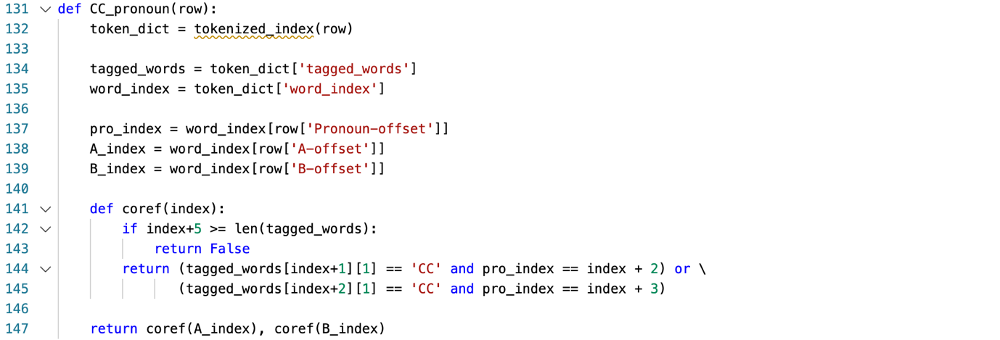 131 def CC_pronoun(row):
132     token_dict = tokenized_index(row)
133
134     tagged_words = token_dict['tagged_words']
135     word_index = token_dict['word_index']
136
137     pro_index = word_index[row['Pronoun-offset']]
138     A_index = word_index[row['A-offset']]
139     B_index = word_index[row['B-offset']]
140
141     def coref(index):
142         if index+5 >= len(tagged_words):
143             return False
144         return (tagged_words[index+1][1] == 'CC' and pro_index == index + 2) or \
145                (tagged_words[index+2][1] == 'CC' and pro_index == index + 3)
146
147     return coref(A_index), coref(B_index)